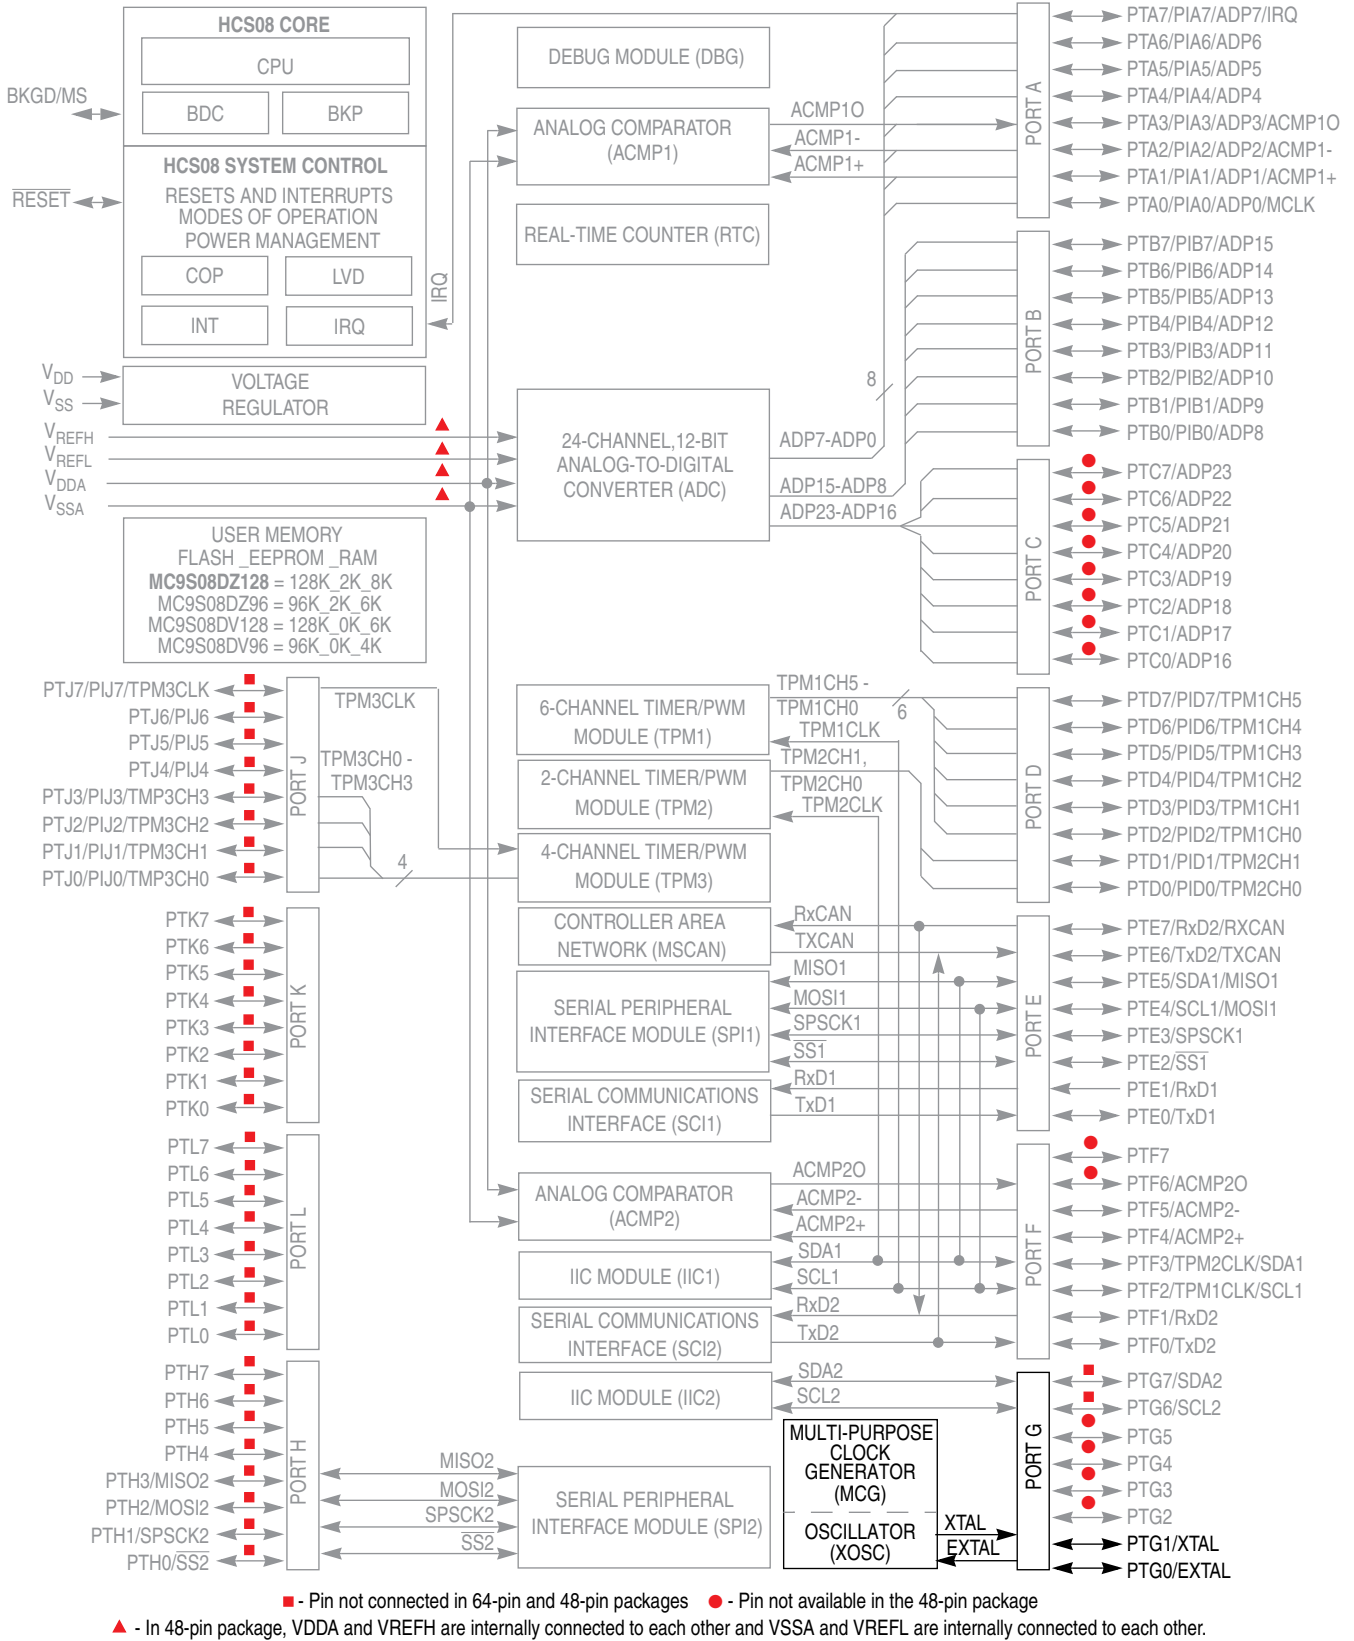 HCS08 CORE
CPU
BDC
BKP
BKGD/MS
HCS08 SYSTEM CONTROL
RESETS AND INTERRUPTS
MODES OF OPERATION
POWER MANAGEMENT
COP
LVD
INT
IRQ
RESET
IRQ
VDD
VSS
VOLTAGE
REGULATOR
VREFH
VREFL
VDDA
VSSA
USER MEMORY
FLASH _EEPROM _RAM
MC9S08DZ128 = 128K_2K_8K
MC9S08DZ96 = 96K_2K_6K
MC9S08DV128 = 128K_0K_6K
MC9S08DV96 = 96K_0K_4K
DEBUG MODULE (DBG)
ANALOG COMPARATOR
(ACMP1)
ACMP1O
ACMP1-
ACMP1+
REAL-TIME COUNTER (RTC)
24-CHANNEL,12-BIT
ANALOG-TO-DIGITAL
CONVERTER (ADC)
8
ADP7-ADP0
ADP15-ADP8
ADP23-ADP16
PORT A
PTA7/PIA7/ADP7/IRQ
PTA6/PIA6/ADP6
PTA5/PIA5/ADP5
PTA4/PIA4/ADP4
PTA3/PIA3/ADP3/ACMP1O
PTA2/PIA2/ADP2/ACMP1-
PTA1/PIA1/ADP1/ACMP1+
PTA0/PIA0/ADP0/MCLK
PORT B
PTB7/PIB7/ADP15
PTB6/PIB6/ADP14
PTB5/PIB5/ADP13
PTB4/PIB4/ADP12
PTB3/PIB3/ADP11
PTB2/PIB2/ADP10
PTB1/PIB1/ADP9
PTB0/PIB0/ADP8
PORT C
PTC7/ADP23
PTC6/ADP22
PTC5/ADP21
PTC4/ADP20
PTC3/ADP19
PTC2/ADP18
PTC1/ADP17
PTC0/ADP16
PTJ7/PIJ7/TPM3CLK
PTJ6/PIJ6
PTJ5/PIJ5
PTJ4/PIJ4
PTJ3/PIJ3/TMP3CH3
PTJ2/PIJ2/TPM3CH2
PTJ1/PIJ1/TPM3CH1
PTJ0/PIJ0/TMP3CH0
PORT J
TPM3CLK
TPM3CH0 -
TPM3CH3
4
6-CHANNEL TIMER/PWM
MODULE (TPM1)
TPM1CH5 -
TPM1CH0
6
TPM1CLK
2-CHANNEL TIMER/PWM
MODULE (TPM2)
TPM2CH1,
TPM2CH0
TPM2CLK
4-CHANNEL TIMER/PWM
MODULE (TPM3)
PORT D
PTD7/PID7/TPM1CH5
PTD6/PID6/TPM1CH4
PTD5/PID5/TPM1CH3
PTD4/PID4/TPM1CH2
PTD3/PID3/TPM1CH1
PTD2/PID2/TPM1CH0
PTD1/PID1/TPM2CH1
PTD0/PID0/TPM2CH0
PTK7
PTK6
PTK5
PTK4
PTK3
PTK2
PTK1
PTK0
PORT K
CONTROLLER AREA
NETWORK (MSCAN)
RxCAN
TXCAN
SERIAL PERIPHERAL
INTERFACE MODULE (SPI1)
MISO1
MOSI1
SPSCK1
SS1
SERIAL COMMUNICATIONS
INTERFACE (SCI1)
RxD1
TxD1
PORT E
PTE7/RxD2/RXCAN
PTE6/TxD2/TXCAN
PTE5/SDA1/MISO1
PTE4/SCL1/MOSI1
PTE3/SPSCK1
PTE2/SS1
PTE1/RxD1
PTE0/TxD1
PTL7
PTL6
PTL5
PTL4
PTL3
PTL2
PTL1
PTL0
PORT L
ANALOG COMPARATOR
(ACMP2)
ACMP2O
ACMP2-
ACMP2+
IIC MODULE (IIC1)
SDA1
SCL1
SERIAL COMMUNICATIONS
INTERFACE (SCI2)
RxD2
TxD2
PORT F
PTF7
PTF6/ACMP2O
PTF5/ACMP2-
PTF4/ACMP2+
PTF3/TPM2CLK/SDA1
PTF2/TPM1CLK/SCL1
PTF1/RxD2
PTF0/TxD2
PTH7
PTH6
PTH5
PTH4
PTH3/MISO2
PTH2/MOSI2
PTH1/SPSCK2
PTH0/SS2
PORT H
MISO2
MOSI2
SPSCK2
SS2
IIC MODULE (IIC2)
SDA2
SCL2
SERIAL PERIPHERAL
INTERFACE MODULE (SPI2)
MULTI-PURPOSE
CLOCK
GENERATOR
(MCG)
OSCILLATOR
(XOSC)
XTAL
EXTAL
PORT G
PTG7/SDA2
PTG6/SCL2
PTG5
PTG4
PTG3
PTG2
PTG1/XTAL
PTG0/EXTAL
- Pin not connected in 64-pin and 48-pin packages
- Pin not available in the 48-pin package
- In 48-pin package, VDDA and VREFH are internally connected to each other and VSSA and VREFL are internally connected to each other.